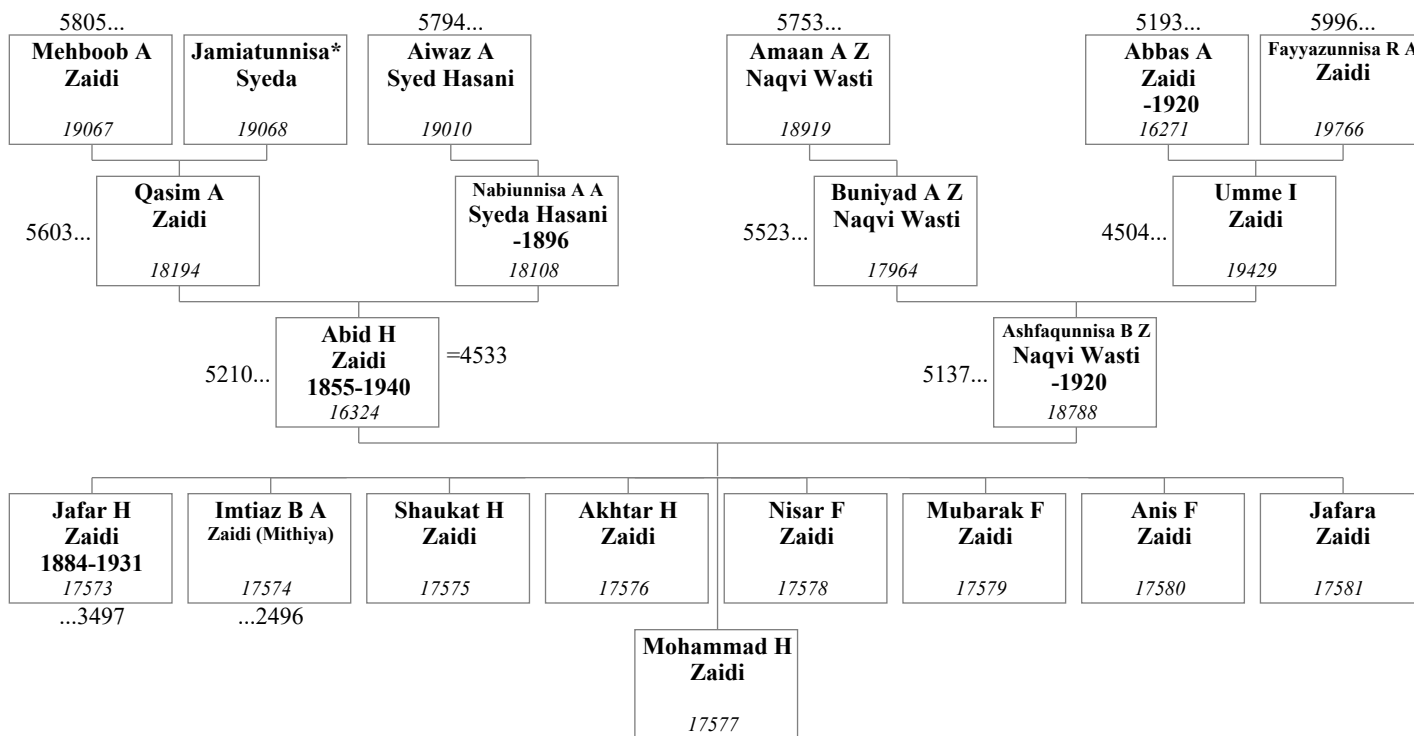 5805...
5794...
5753...
5193...
5996...
Mehboob A
Zaidi
19067
Jamiatunnisa*
Syeda
19068
Aiwaz A
Syed Hasani
19010
Amaan A Z
Naqvi Wasti
18919
Abbas A
Zaidi
-1920
16271
Fayyazunnisa R A
Zaidi
19766
5603...
Qasim A
Zaidi
18194
Nabiunnisa A A
Syeda Hasani
-1896
18108
5523...
Buniyad A Z
Naqvi Wasti
17964
4504...
Umme I
Zaidi
19429
5210...
Abid H
Zaidi
1855-1940
16324
=4533
5137...
Ashfaqunnisa B Z
Naqvi Wasti
-1920
18788
Jafar H
Zaidi
1884-1931
17573
...3497
Imtiaz B A
Zaidi (Mithiya)
17574
...2496
Shaukat H
Zaidi
17575
Akhtar H
Zaidi
17576
Nisar F
Zaidi
17578
Mubarak F
Zaidi
17579
Anis F
Zaidi
17580
Jafara
Zaidi
17581
Mohammad H
Zaidi
17577